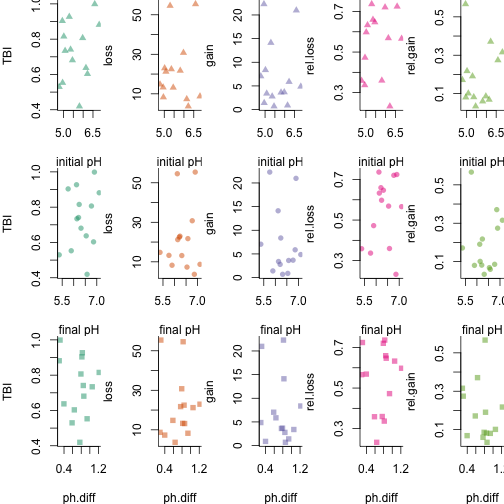 TBI 0.4 0.6 0.8 1.0 loss 10 30 50 gain 0 5 10 15 20 rel.loss 0.3 0.5 0.7 rel.gain 0.1 0.3 0.5
5.0 6.5 5.0 6.5 5.0 6.5 5.0 6.5 5.0 6.5
initial pH initial pH initial pH initial pH initial pH
TBI 0.4 0.6 0.8 1.0 loss 10 30 50 gain 0 5 10 15 20 rel.loss 0.3 0.5 0.7 rel.gain 0.1 0.3 0.5
5.5 7.0 5.5 7.0 5.5 7.0 5.5 7.0 5.5
final pH final pH final pH final pH final pH
TBI 0.4 0.6 0.8 1.0 loss 10 30 50 gain 0 5 10 15 20 rel.loss 0.3 0.5 0.7 rel.gain 0.1 0.3 0.5
0.4 1.2 0.4 1.2 0.4 1.2 0.4 1.2 0.4
ph.diff ph.diff ph.diff ph.diff ph.diff